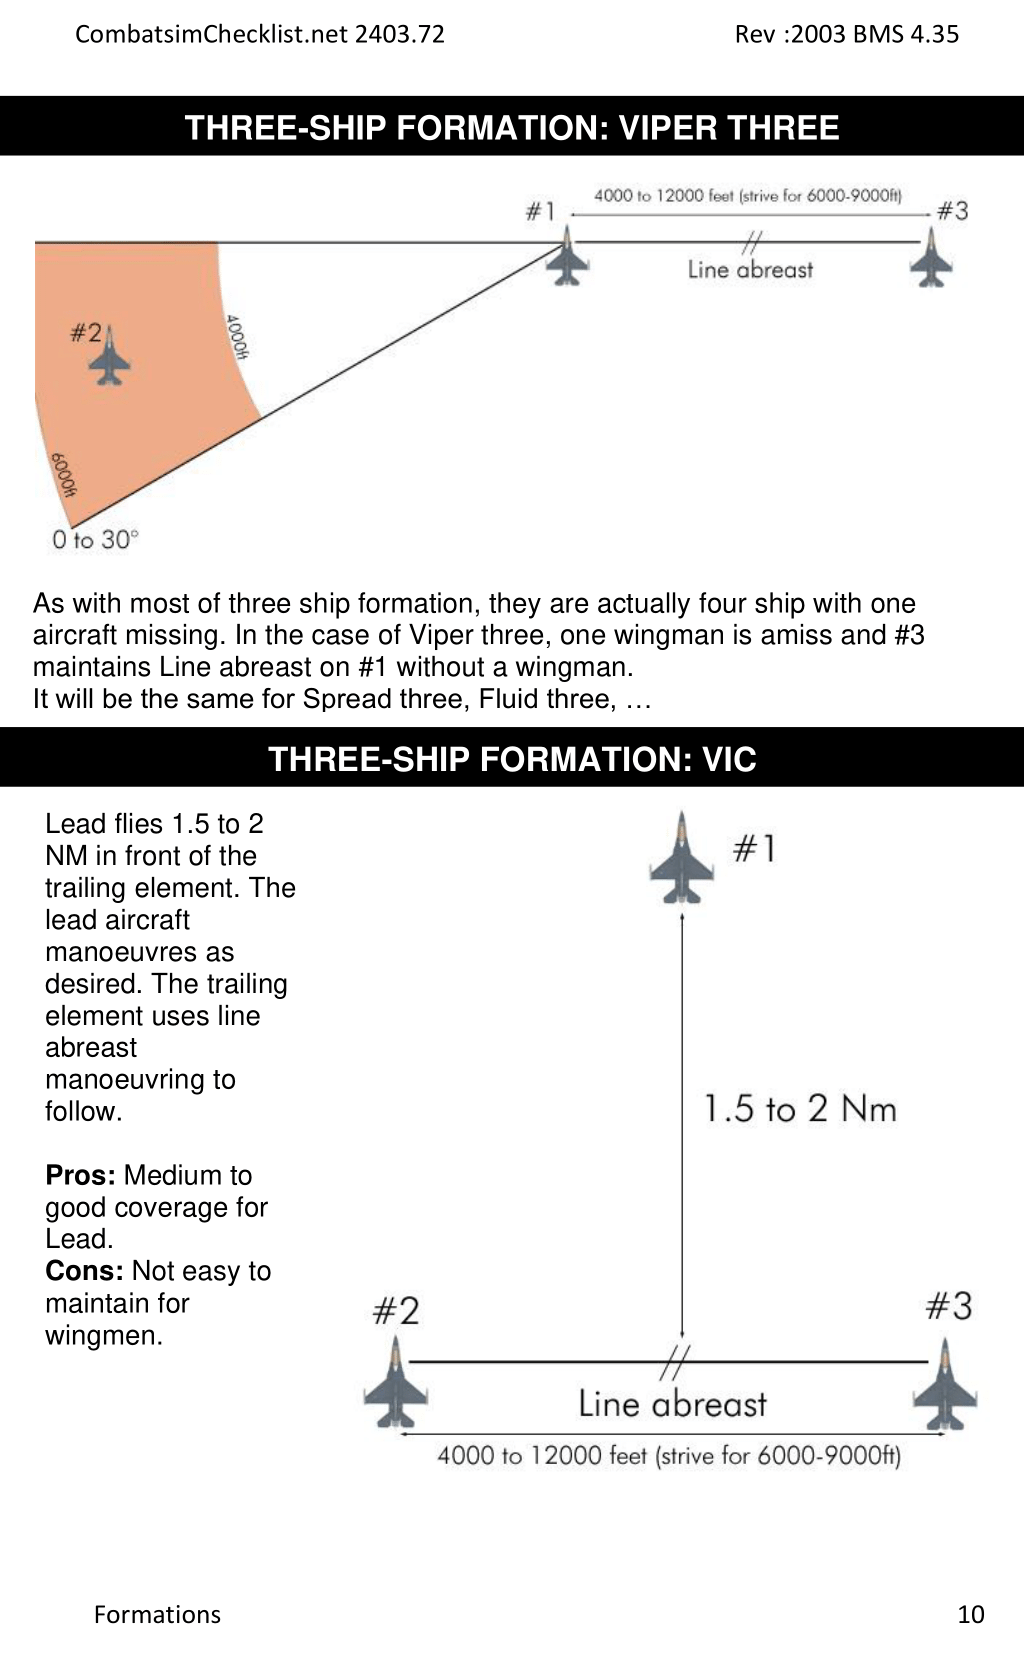 CombatsimChecklist.net 2403.72 Rev :2003 BMS 4.35
THREE-SHIP FORMATION: VIPER THREE
4000 to 12000 feet (strive for 6000-9000ft)
#1 #3
Line abreast
#2
4000ft
6000ft
0 to 30°
As with most of three ship formation, they are actually four ship with one
aircraft missing. In the case of Viper three, one wingman is amiss and #3
maintains Line abreast on #1 without a wingman.
It will be the same for Spread three, Fluid three, …
THREE-SHIP FORMATION: VIC
Lead flies 1.5 to 2
NM in front of the
trailing element. The
lead aircraft
manoeuvres as
desired. The trailing
element uses line
abreast
manoeuvring to
follow.
Pros: Medium to
good coverage for
Lead.
Cons: Not easy to
maintain for
wingmen.
#1
1.5 to 2 Nm
#2 #3
Line abreast
4000 to 12000 feet (strive for 6000-9000ft)
Formations 10